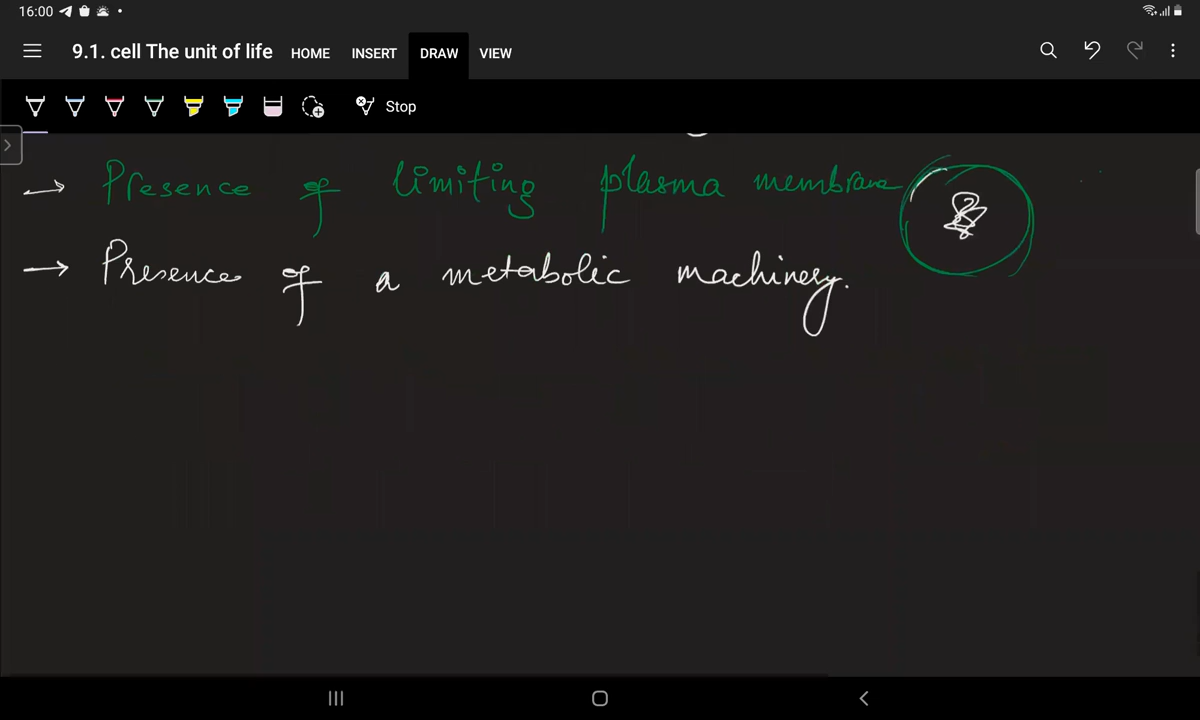 16:00
9.1. cell The unit of life HOME INSERT DRAW VIEW
Stop
→ Presence of limiting plasma membrane
→ Presence of a metabolic machinery.